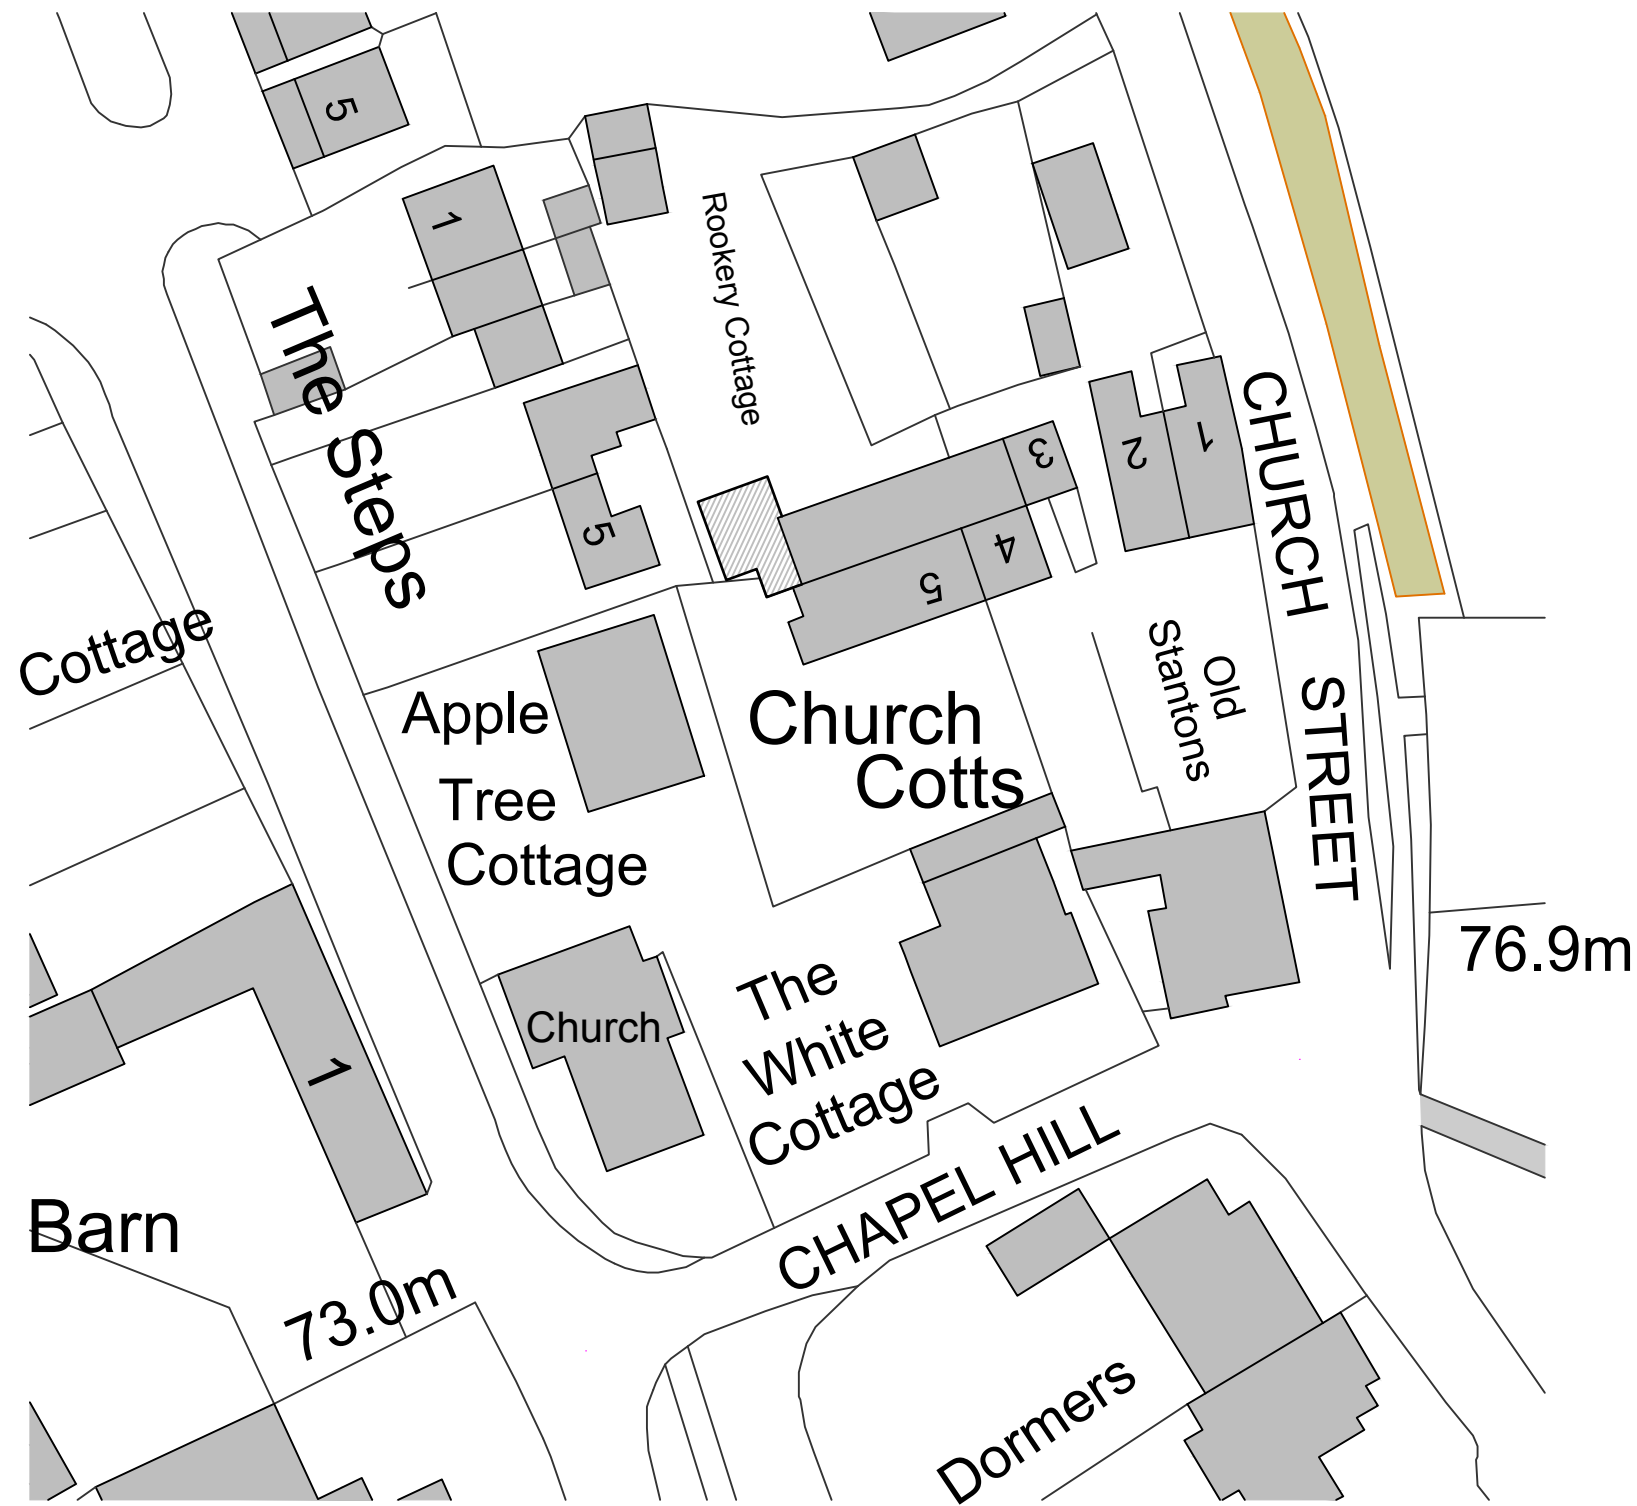 5
1
The Steps
Rookery Cottage
5
3
2
1
4
5
CHURCH STREET
Cottage
Old
Stantons
Apple
Tree
Cottage
Church
Cotts
76.9m
The
White
Cottage
Church
1
CHAPEL HILL
Barn
73.0m
Dormers